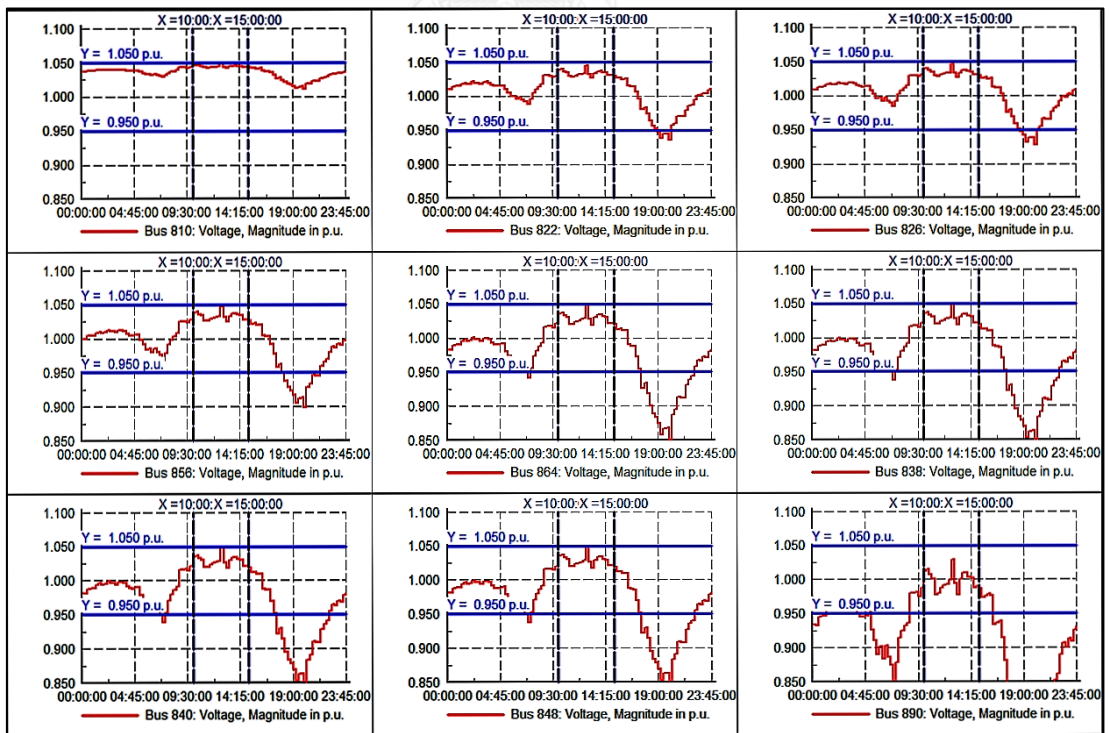 X =10:00:X =15:00:00
1.100
Y = 1.050 p.u.
1.050
1.000
Y = 0.950 p.u.
0.950
0.900
0.850
00:00:00 04:45:00 09:30:00 14:15:00 19:00:00 23:45:00
Bus 810: Voltage, Magnitude in p.u.
X =10:00:X =15:00:00
1.100
Y = 1.050 p.u.
1.050
1.000
Y = 0.950 p.u.
0.950
0.900
0.850
00:00:00 04:45:00 09:30:00 14:15:00 19:00:00 23:45:00
Bus 822: Voltage, Magnitude in p.u.
X =10:00:X =15:00:00
1.100
Y = 1.050 p.u.
1.050
1.000
Y = 0.950 p.u.
0.950
0.900
0.850
00:00:00 04:45:00 09:30:00 14:15:00 19:00:00 23:45:00
Bus 826: Voltage, Magnitude in p.u.
X =10:00:X =15:00:00
1.100
Y = 1.050 p.u.
1.050
1.000
Y = 0.950 p.u.
0.950
0.900
0.850
00:00:00 04:45:00 09:30:00 14:15:00 19:00:00 23:45:00
Bus 856: Voltage, Magnitude in p.u.
X =10:00:X =15:00:00
1.100
Y = 1.050 p.u.
1.050
1.000
Y = 0.950 p.u.
0.950
0.900
0.850
00:00:00 04:45:00 09:30:00 14:15:00 19:00:00 23:45:00
Bus 864: Voltage, Magnitude in p.u.
X =10:00:X =15:00:00
1.100
Y = 1.050 p.u.
1.050
1.000
Y = 0.950 p.u.
0.950
0.900
0.850
00:00:00 04:45:00 09:30:00 14:15:00 19:00:00 23:45:00
Bus 838: Voltage, Magnitude in p.u.
X =10:00:X =15:00:00
1.100
Y = 1.050 p.u.
1.050
1.000
Y = 0.950 p.u.
0.950
0.900
0.850
00:00:00 04:45:00 09:30:00 14:15:00 19:00:00 23:45:00
Bus 840: Voltage, Magnitude in p.u.
X =10:00:X =15:00:00
1.100
Y = 1.050 p.u.
1.050
1.000
Y = 0.950 p.u.
0.950
0.900
0.850
00:00:00 04:45:00 09:30:00 14:15:00 19:00:00 23:45:00
Bus 848: Voltage, Magnitude in p.u.
X =10:00:X =15:00:00
1.100
Y = 1.050 p.u.
1.050
1.000
Y = 0.950 p.u.
0.950
0.900
0.850
00:00:00 04:45:00 09:30:00 14:15:00 19:00:00 23:45:00
Bus 890: Voltage, Magnitude in p.u.